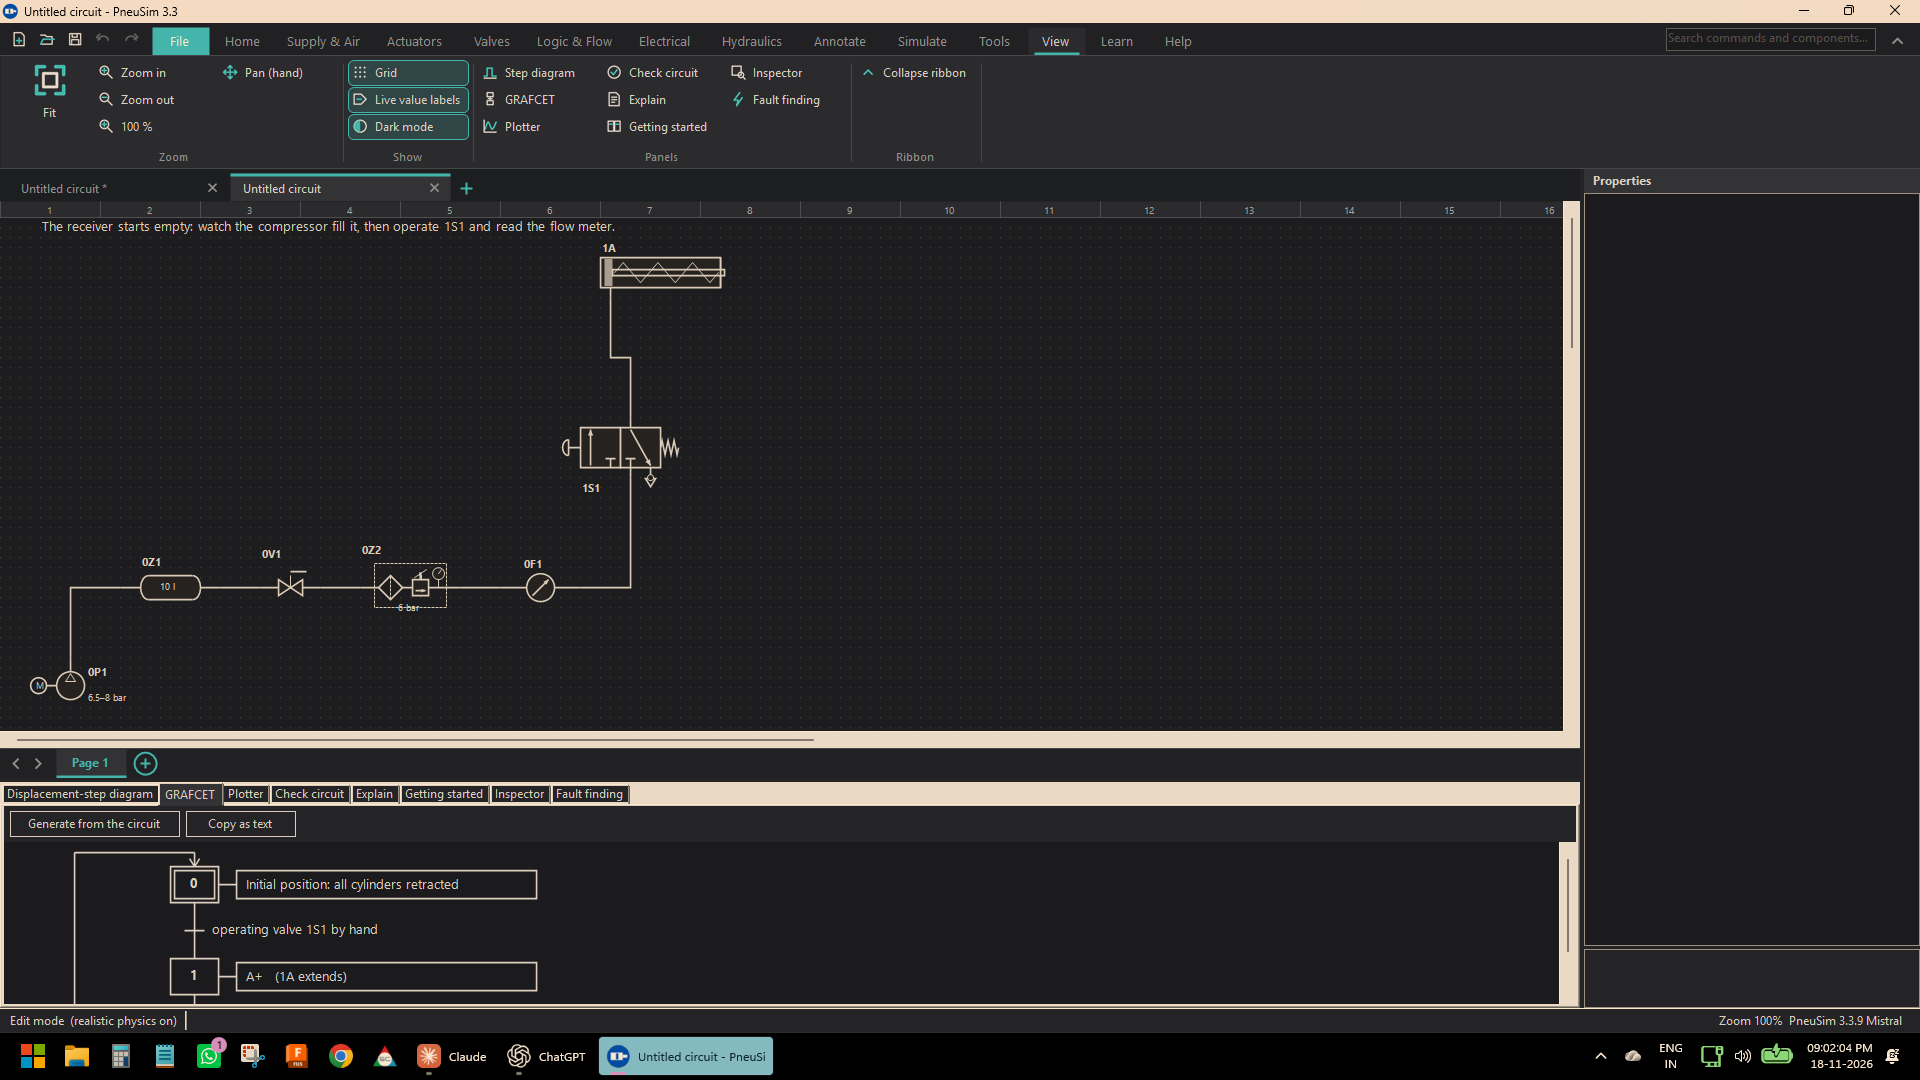 Untitled circuit - PneuSim 3.3
File Home Supply & Air Actuators Valves Logic & Flow Electrical Hydraulics Annotate Simulate Tools View Learn Help
Search commands and components...
Fit
Zoom in
Zoom out
100 %
Pan (hand)
Zoom
Grid
Live value labels
Dark mode
Show
Step diagram
GRAFCET
Plotter
Check circuit
Explain
Getting started
Inspector
Fault finding
Panels
Collapse ribbon
Ribbon
Untitled circuit *
Untitled circuit
Properties
1 2 3 4 5 6 7 8 9 10 11 12 13 14 15 16
The receiver starts empty: watch the compressor fill it, then operate 1S1 and read the flow meter.
1A
1S1
0Z1
10 l
0V1
0Z2
6 bar
0F1
M
0P1
6.5–8 bar
Page 1
Displacement-step diagram GRAFCET Plotter Check circuit Explain Getting started Inspector Fault finding
Generate from the circuit
Copy as text
0
Initial position: all cylinders retracted
operating valve 1S1 by hand
1
A+ (1A extends)
Edit mode (realistic physics on)
Zoom 100% PneuSim 3.3.9 Mistral
1
FUS
SC
Claude
ChatGPT
Untitled circuit - PneuSi
ENG
IN
09:02:04 PM
18-11-2026